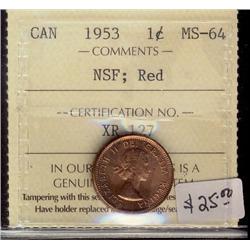 CAN 1953 1¢ MS-64
COMMENTS
NSF; Red
CERTIFICATION NO.
XR 127
IN OUR IS A
GENUIN
Tampering with this se
Have holder replaced
$25.00